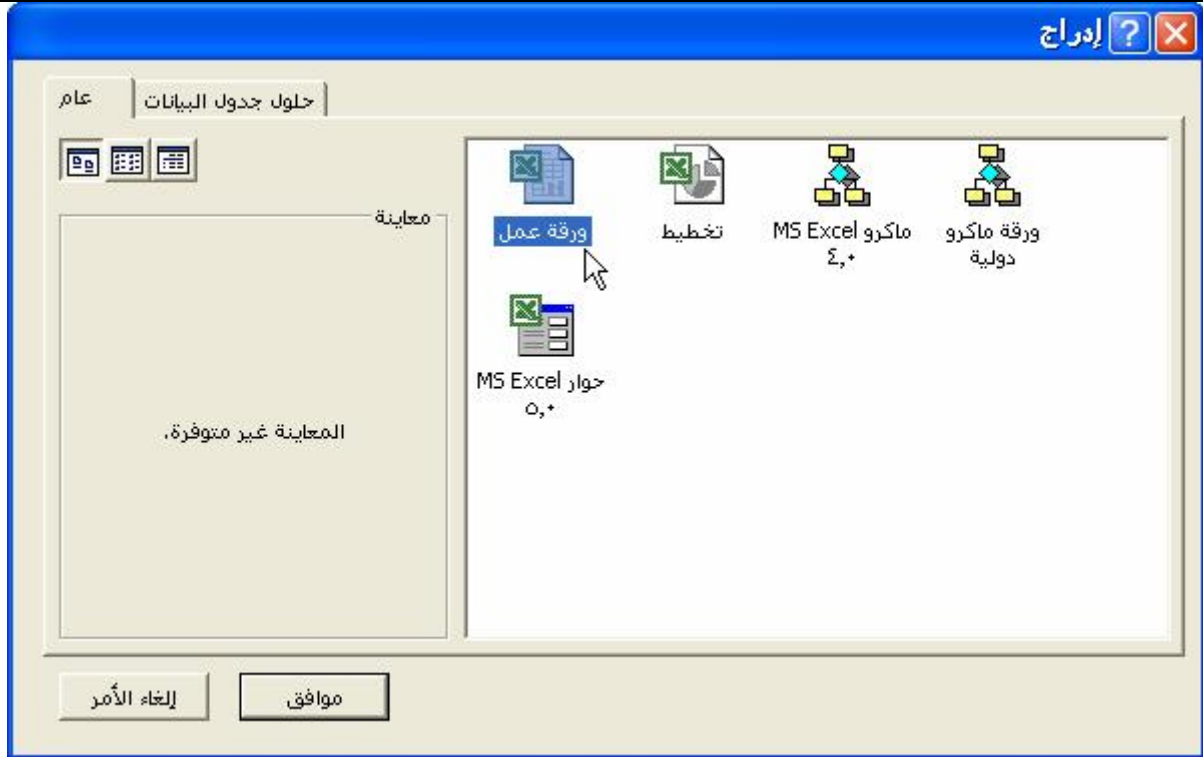 إدراج
عام
حلول جدول البيانات
معاينة
المعاينة غير متوفرة.
ورقة عمل
تخطيط
ماكرو MS Excel
٤,٠
ورقة ماكرو
دولية
حوار MS Excel
٥,٠
موافق
إلغاء الأمر